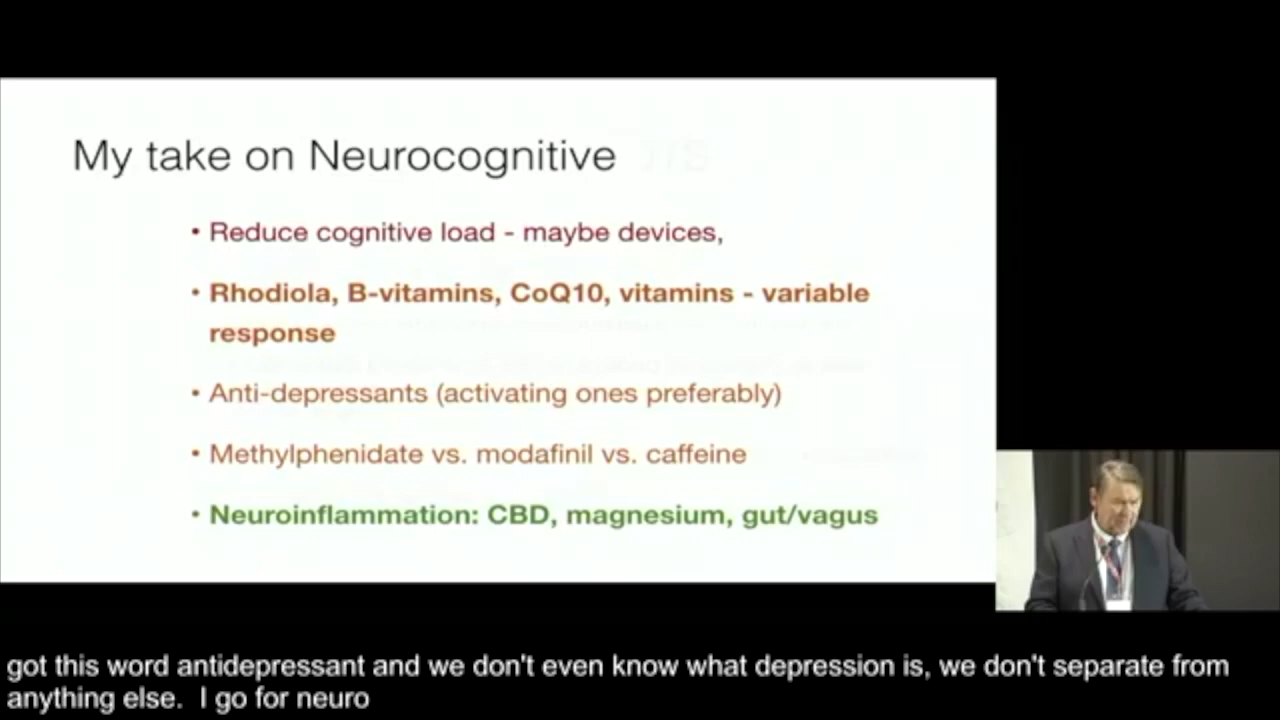 My take on Neurocognitive
• Reduce cognitive load - maybe devices,
• Rhodiola, B-vitamins, CoQ10, vitamins - variable
response
• Anti-depressants (activating ones preferably)
• Methylphenidate vs. modafinil vs. caffeine
• Neuroinflammation: CBD, magnesium, gut/vagus
got this word antidepressant and we don't even know what depression is, we don't separate from
anything else.  I go for neuro